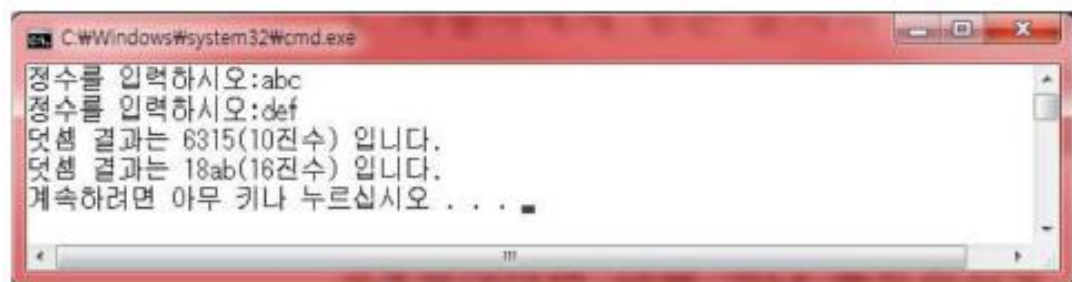 C:₩Windows₩system32₩cmd.exe
정수를 입력하시오:abc
정수를 입력하시오:def
덧셈 결과는 6315(10진수) 입니다.
덧셈 결과는 18ab(16진수) 입니다.
계속하려면 아무 키나 누르십시오 . . .